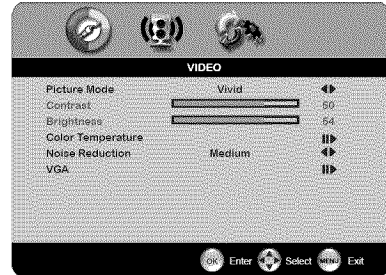 VIDEO
Picture Mode Vivid
Contrast 50
Brightness 54
Color Temperature
Noise Reduction Medium
VGA
OK Enter Select MENU Exit